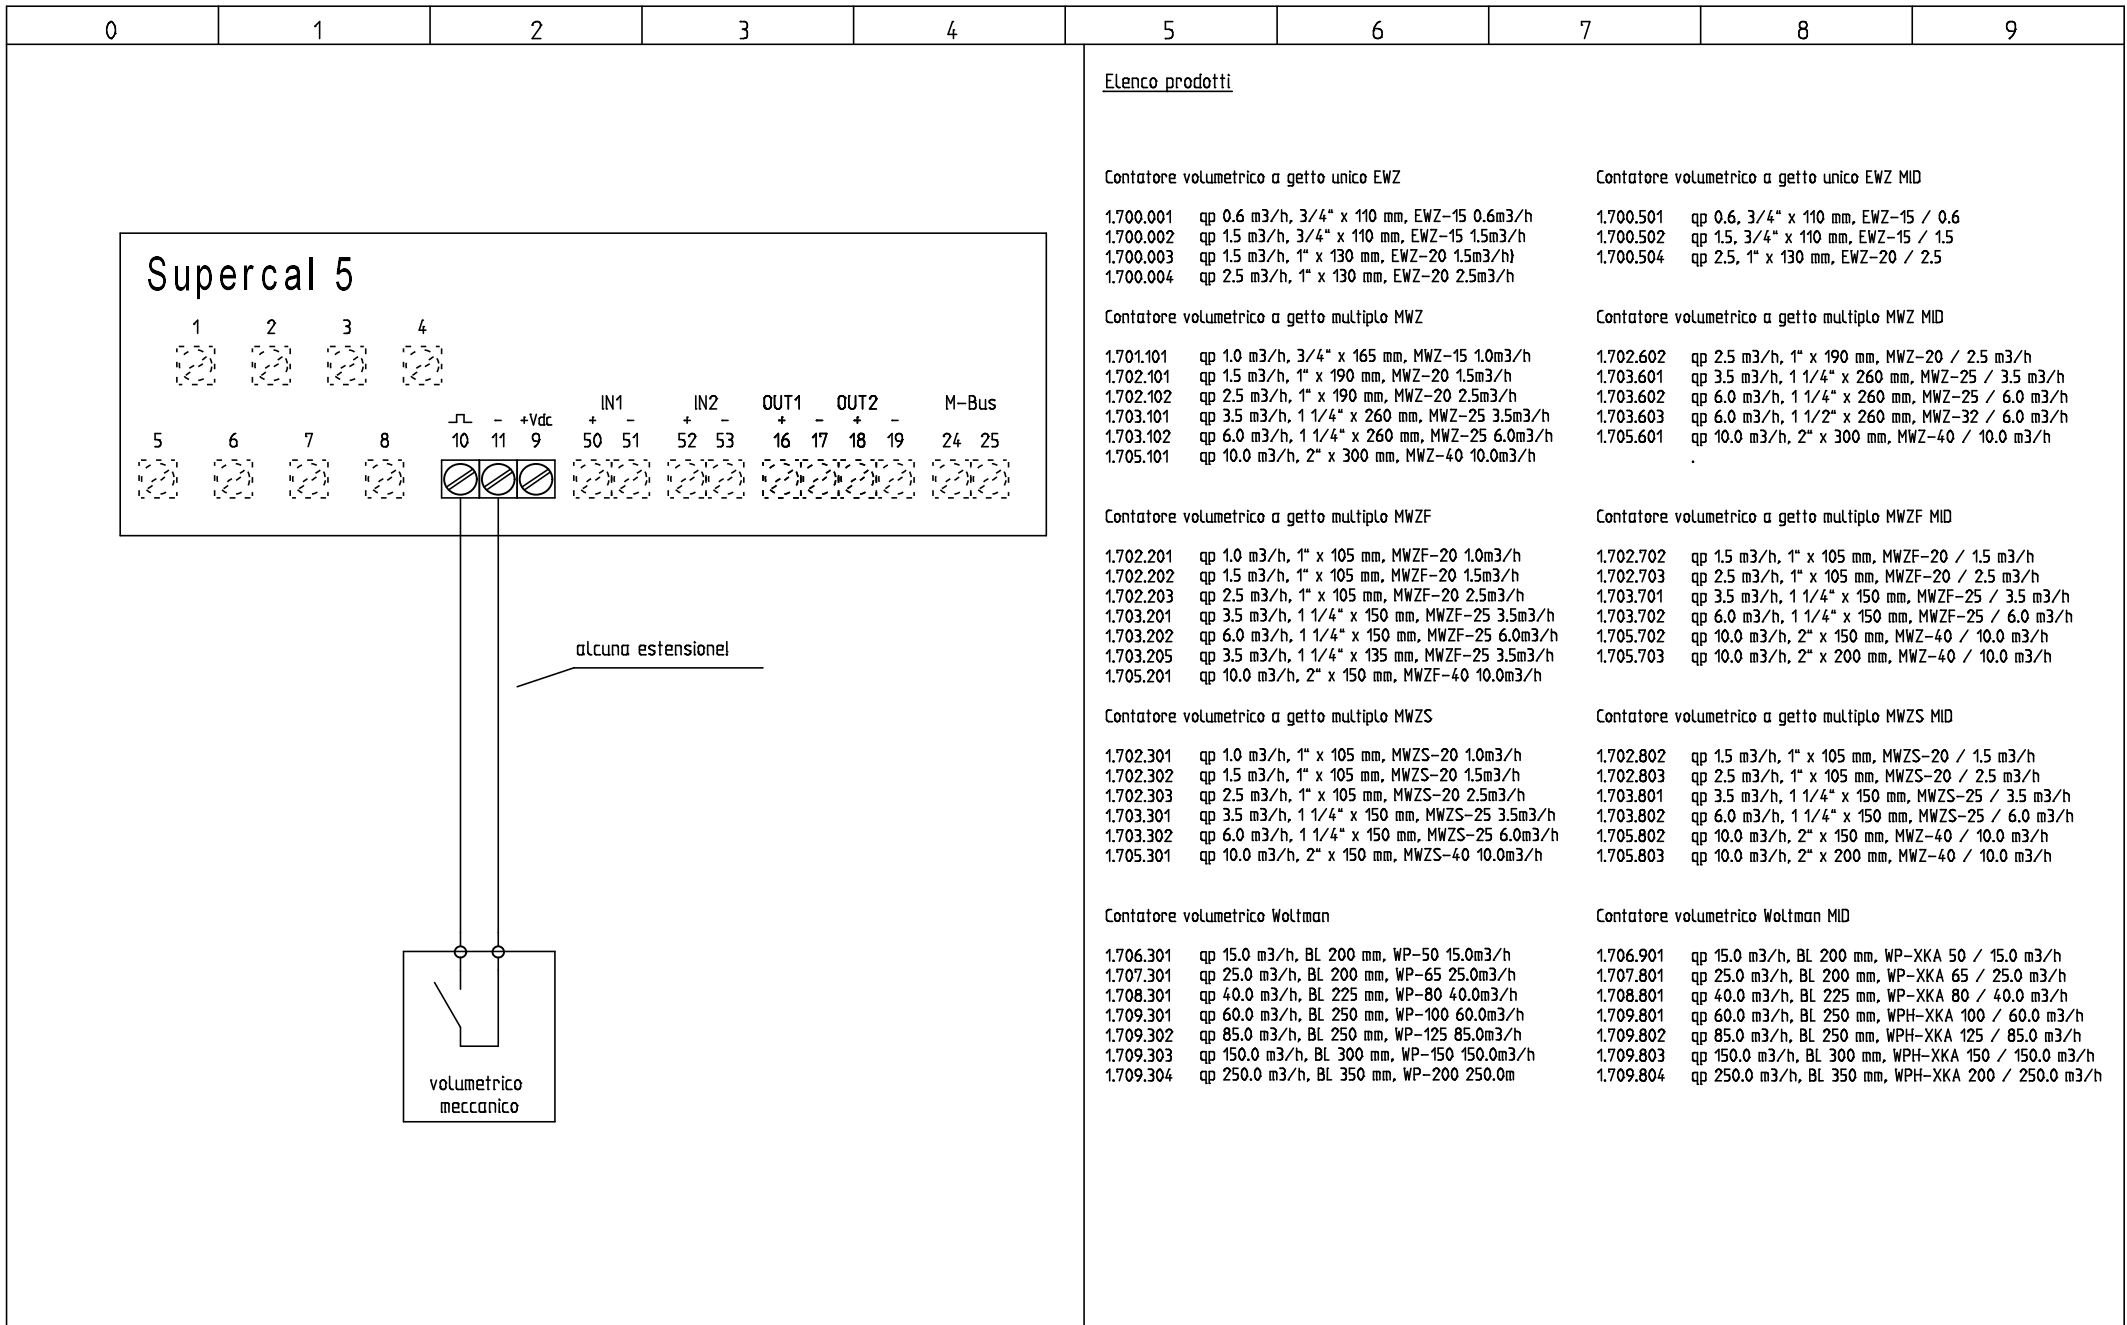 0 1 2 3 4 5 6 7 8 9
Supercal 5
1 2 3 4
IN1 IN2 OUT1 OUT2 M-Bus
- +Vdc + - + - + - + -
5 6 7 8 10 11 9 50 51 52 53 16 17 18 19 24 25
alcuna estensione!
volumetrico
meccanico
Elenco prodotti
Contatore volumetrico a getto unico EWZ
1.700.001 qp 0.6 m3/h, 3/4" x 110 mm, EWZ-15 0.6m3/h
1.700.002 qp 1.5 m3/h, 3/4" x 110 mm, EWZ-15 1.5m3/h
1.700.003 qp 1.5 m3/h, 1" x 130 mm, EWZ-20 1.5m3/h)
1.700.004 qp 2.5 m3/h, 1" x 130 mm, EWZ-20 2.5m3/h
Contatore volumetrico a getto multiplo MWZ
1.701.101 qp 1.0 m3/h, 3/4" x 165 mm, MWZ-15 1.0m3/h
1.702.101 qp 1.5 m3/h, 1" x 190 mm, MWZ-20 1.5m3/h
1.702.102 qp 2.5 m3/h, 1" x 190 mm, MWZ-20 2.5m3/h
1.703.101 qp 3.5 m3/h, 1 1/4" x 260 mm, MWZ-25 3.5m3/h
1.703.102 qp 6.0 m3/h, 1 1/4" x 260 mm, MWZ-25 6.0m3/h
1.705.101 qp 10.0 m3/h, 2" x 300 mm, MWZ-40 10.0m3/h
Contatore volumetrico a getto multiplo MWZF
1.702.201 qp 1.0 m3/h, 1" x 105 mm, MWZF-20 1.0m3/h
1.702.202 qp 1.5 m3/h, 1" x 105 mm, MWZF-20 1.5m3/h
1.702.203 qp 2.5 m3/h, 1" x 105 mm, MWZF-20 2.5m3/h
1.703.201 qp 3.5 m3/h, 1 1/4" x 150 mm, MWZF-25 3.5m3/h
1.703.202 qp 6.0 m3/h, 1 1/4" x 150 mm, MWZF-25 6.0m3/h
1.703.205 qp 3.5 m3/h, 1 1/4" x 135 mm, MWZF-25 3.5m3/h
1.705.201 qp 10.0 m3/h, 2" x 150 mm, MWZF-40 10.0m3/h
Contatore volumetrico a getto multiplo MWZS
1.702.301 qp 1.0 m3/h, 1" x 105 mm, MWZS-20 1.0m3/h
1.702.302 qp 1.5 m3/h, 1" x 105 mm, MWZS-20 1.5m3/h
1.702.303 qp 2.5 m3/h, 1" x 105 mm, MWZS-20 2.5m3/h
1.703.301 qp 3.5 m3/h, 1 1/4" x 150 mm, MWZS-25 3.5m3/h
1.703.302 qp 6.0 m3/h, 1 1/4" x 150 mm, MWZS-25 6.0m3/h
1.705.301 qp 10.0 m3/h, 2" x 150 mm, MWZS-40 10.0m3/h
Contatore volumetrico Woltman
1.706.301 qp 15.0 m3/h, BL 200 mm, WP-50 15.0m3/h
1.707.301 qp 25.0 m3/h, BL 200 mm, WP-65 25.0m3/h
1.708.301 qp 40.0 m3/h, BL 225 mm, WP-80 40.0m3/h
1.709.301 qp 60.0 m3/h, BL 250 mm, WP-100 60.0m3/h
1.709.302 qp 85.0 m3/h, BL 250 mm, WP-125 85.0m3/h
1.709.303 qp 150.0 m3/h, BL 300 mm, WP-150 150.0m3/h
1.709.304 qp 250.0 m3/h, BL 350 mm, WP-200 250.0m
Contatore volumetrico a getto unico EWZ MID
1.700.501 qp 0.6, 3/4" x 110 mm, EWZ-15 / 0.6
1.700.502 qp 1.5, 3/4" x 110 mm, EWZ-15 / 1.5
1.700.504 qp 2.5, 1" x 130 mm, EWZ-20 / 2.5
Contatore volumetrico a getto multiplo MWZ MID
1.702.602 qp 2.5 m3/h, 1" x 190 mm, MWZ-20 / 2.5 m3/h
1.703.601 qp 3.5 m3/h, 1 1/4" x 260 mm, MWZ-25 / 3.5 m3/h
1.703.602 qp 6.0 m3/h, 1 1/4" x 260 mm, MWZ-25 / 6.0 m3/h
1.703.603 qp 6.0 m3/h, 1 1/2" x 260 mm, MWZ-32 / 6.0 m3/h
1.705.601 qp 10.0 m3/h, 2" x 300 mm, MWZ-40 / 10.0 m3/h
.
Contatore volumetrico a getto multiplo MWZF MID
1.702.702 qp 1.5 m3/h, 1" x 105 mm, MWZF-20 / 1.5 m3/h
1.702.703 qp 2.5 m3/h, 1" x 105 mm, MWZF-20 / 2.5 m3/h
1.703.701 qp 3.5 m3/h, 1 1/4" x 150 mm, MWZF-25 / 3.5 m3/h
1.703.702 qp 6.0 m3/h, 1 1/4" x 150 mm, MWZF-25 / 6.0 m3/h
1.705.702 qp 10.0 m3/h, 2" x 150 mm, MWZ-40 / 10.0 m3/h
1.705.703 qp 10.0 m3/h, 2" x 200 mm, MWZ-40 / 10.0 m3/h
Contatore volumetrico a getto multiplo MWZS MID
1.702.802 qp 1.5 m3/h, 1" x 105 mm, MWZS-20 / 1.5 m3/h
1.702.803 qp 2.5 m3/h, 1" x 105 mm, MWZS-20 / 2.5 m3/h
1.703.801 qp 3.5 m3/h, 1 1/4" x 150 mm, MWZS-25 / 3.5 m3/h
1.703.802 qp 6.0 m3/h, 1 1/4" x 150 mm, MWZS-25 / 6.0 m3/h
1.705.802 qp 10.0 m3/h, 2" x 150 mm, MWZ-40 / 10.0 m3/h
1.705.803 qp 10.0 m3/h, 2" x 200 mm, MWZ-40 / 10.0 m3/h
Contatore volumetrico Woltman MID
1.706.901 qp 15.0 m3/h, BL 200 mm, WP-XKA 50 / 15.0 m3/h
1.707.801 qp 25.0 m3/h, BL 200 mm, WP-XKA 65 / 25.0 m3/h
1.708.801 qp 40.0 m3/h, BL 225 mm, WP-XKA 80 / 40.0 m3/h
1.709.801 qp 60.0 m3/h, BL 250 mm, WPH-XKA 100 / 60.0 m3/h
1.709.802 qp 85.0 m3/h, BL 250 mm, WPH-XKA 125 / 85.0 m3/h
1.709.803 qp 150.0 m3/h, BL 300 mm, WPH-XKA 150 / 150.0 m3/h
1.709.804 qp 250.0 m3/h, BL 350 mm, WPH-XKA 200 / 250.0 m3/h